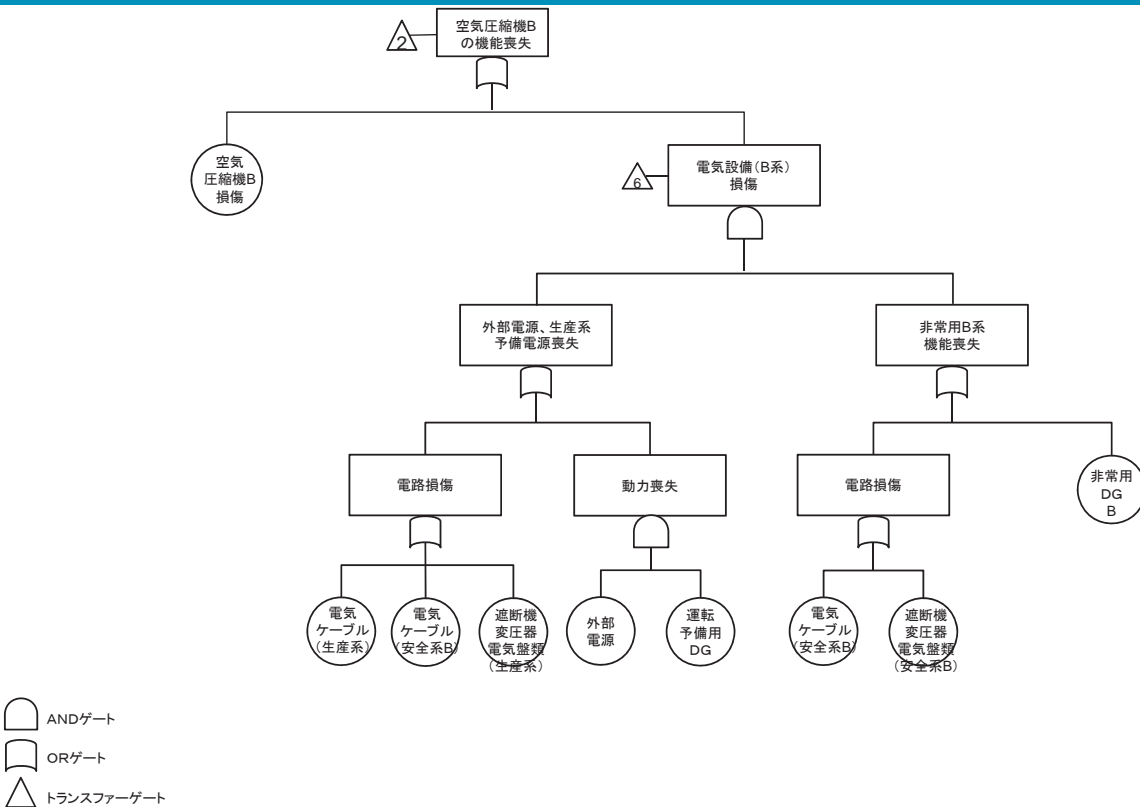 空気圧縮機B
の機能喪失
2
空気
圧縮機B
損傷
電気設備(B系)
損傷
6
外部電源、生産系
予備電源喪失
非常用B系
機能喪失
電路損傷
動力喪失
電路損傷
非常用
DG
B
電気
ケーブル
(生産系)
電気
ケーブル
(安全系B)
遮断機
変圧器
電気盤類
(生産系)
外部
電源
運転
予備用
DG
電気
ケーブル
(安全系B)
遮断機
変圧器
電気盤類
(安全系B)
ANDゲート
ORゲート
トランスファーゲート